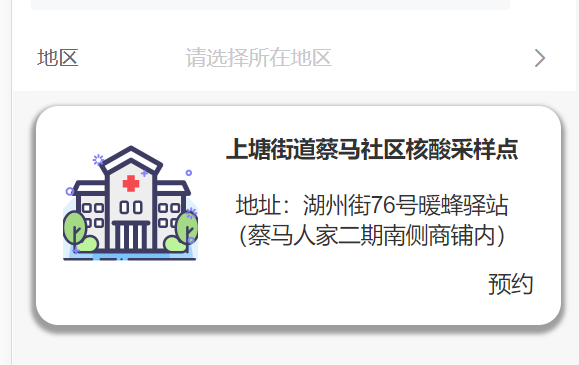 地区
请选择所在地区
上塘街道蔡马社区核酸采样点
地址：湖州街76号暖蜂驿站
（蔡马人家二期南侧商铺内）
预约